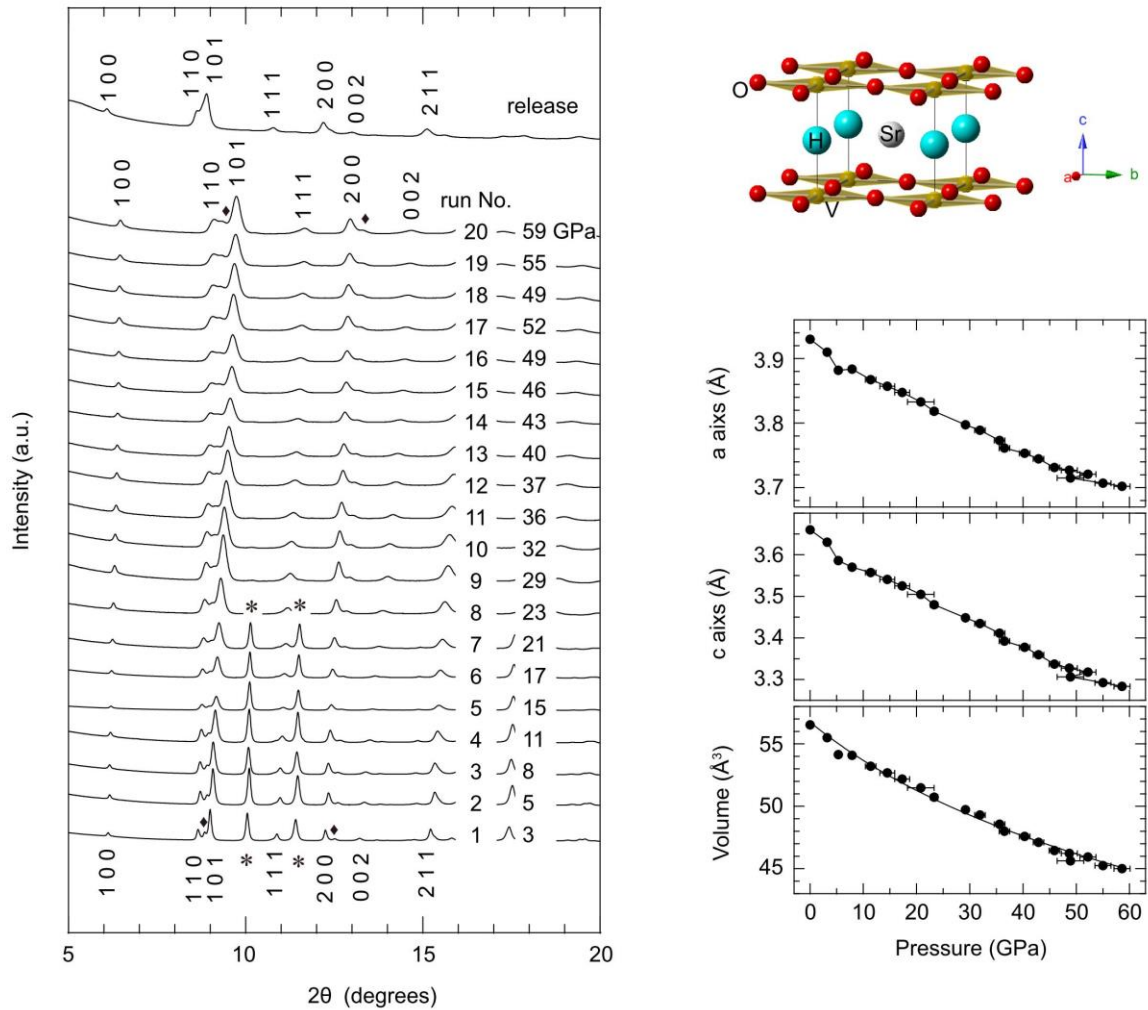 1 0 0
1 1 0
1 0 1
1 1 1
2 0 0
0 0 2
2 1 1
release
1 0 0
1 1 0
1 0 1
1 1 1
2 0 0
0 0 2
run No.
♦
♦
20 59 GPa
19 55
18 49
17 52
16 49
15 46
14 43
13 40
12 37
11 36
10 32
9 29
8 23
* *
7 21
6 17
5 15
4 11
3 8
2 5
1 3
♦
♦
* *
1 0 0
1 1 0
1 0 1
1 1 1
2 0 0
0 0 2
2 1 1
5 10 15 20
2θ (degrees)
Intensity (a.u.)
O
H
Sr
V
c
a
b
a aixs (Å)
3.9
3.8
3.7
c aixs (Å)
3.6
3.5
3.4
3.3
Volume (Å³)
55
50
45
0 10 20 30 40 50 60
Pressure (GPa)